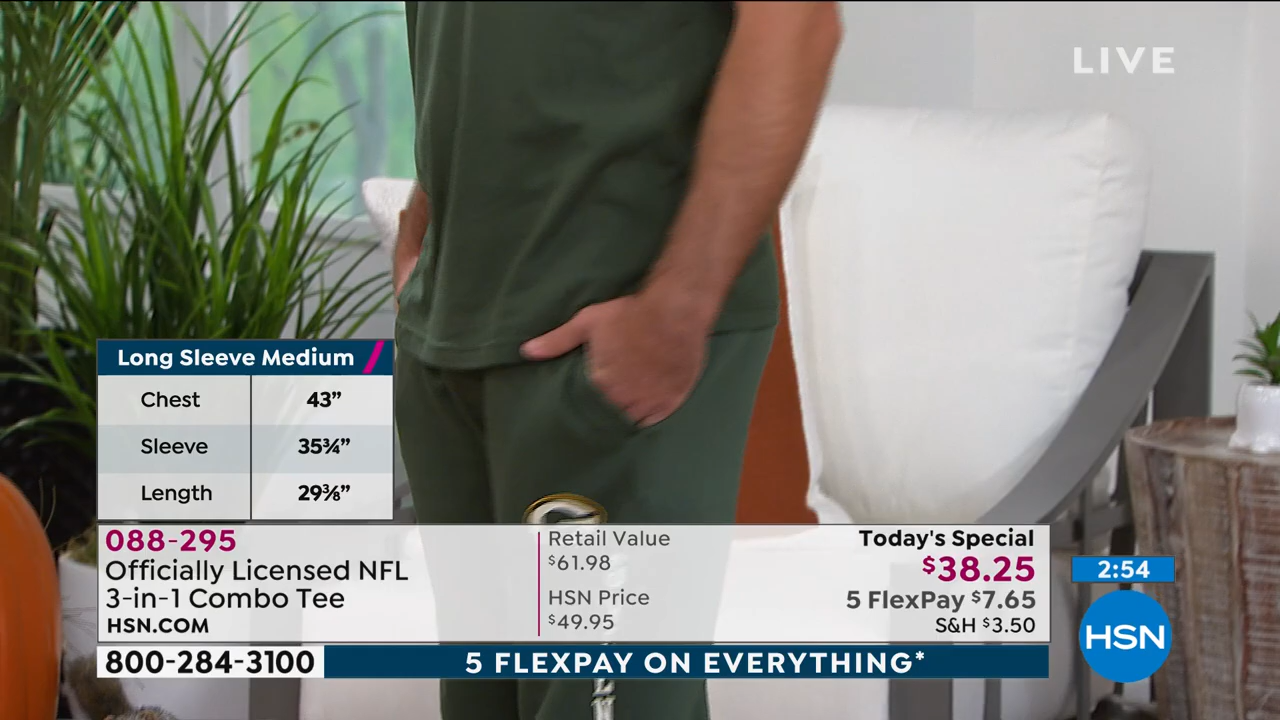 LIVE
Long Sleeve Medium
Chest 43”
Sleeve 35¾”
Length 29⅜”
088-295
Officially Licensed NFL
3-in-1 Combo Tee
HSN.COM
Retail Value
$61.98
HSN Price
$49.95
Today's Special
$38.25
5 FlexPay $7.65
S&H $3.50
2:54
HSN
800-284-3100
5 FLEXPAY ON EVERYTHING*